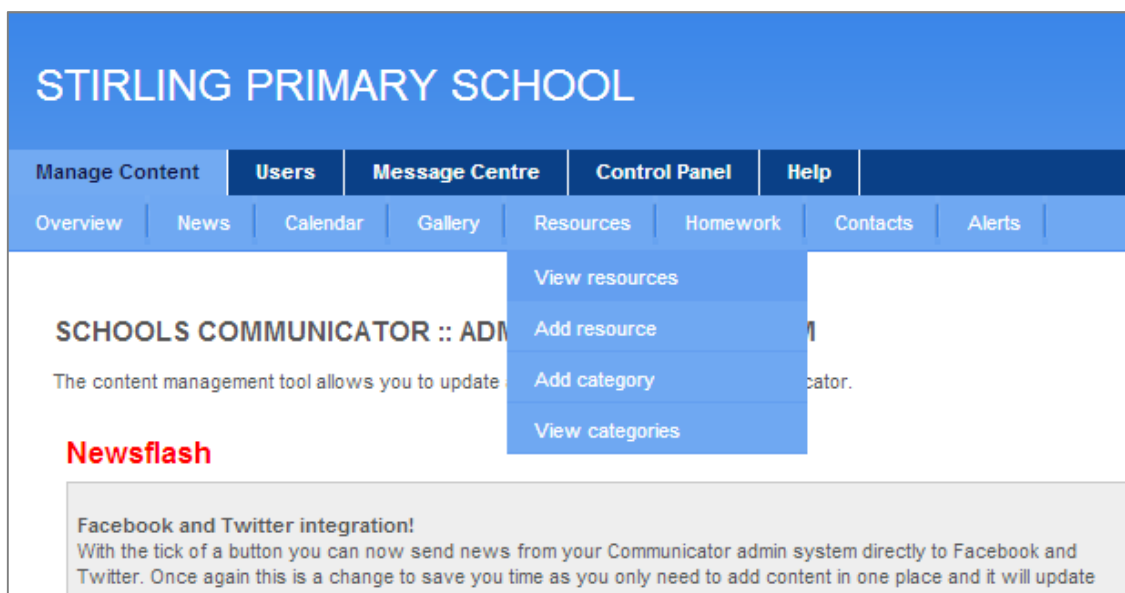 STIRLING PRIMARY SCHOOL
Manage Content Users Message Centre Control Panel Help
Overview News Calendar Gallery Resources Homework Contacts Alerts
View resources
Add resource
Add category
View categories
SCHOOLS COMMUNICATOR :: ADM
The content management tool allows you to update cator.
Newsflash
Facebook and Twitter integration!
With the tick of a button you can now send news from your Communicator admin system directly to Facebook and
Twitter. Once again this is a change to save you time as you only need to add content in one place and it will update